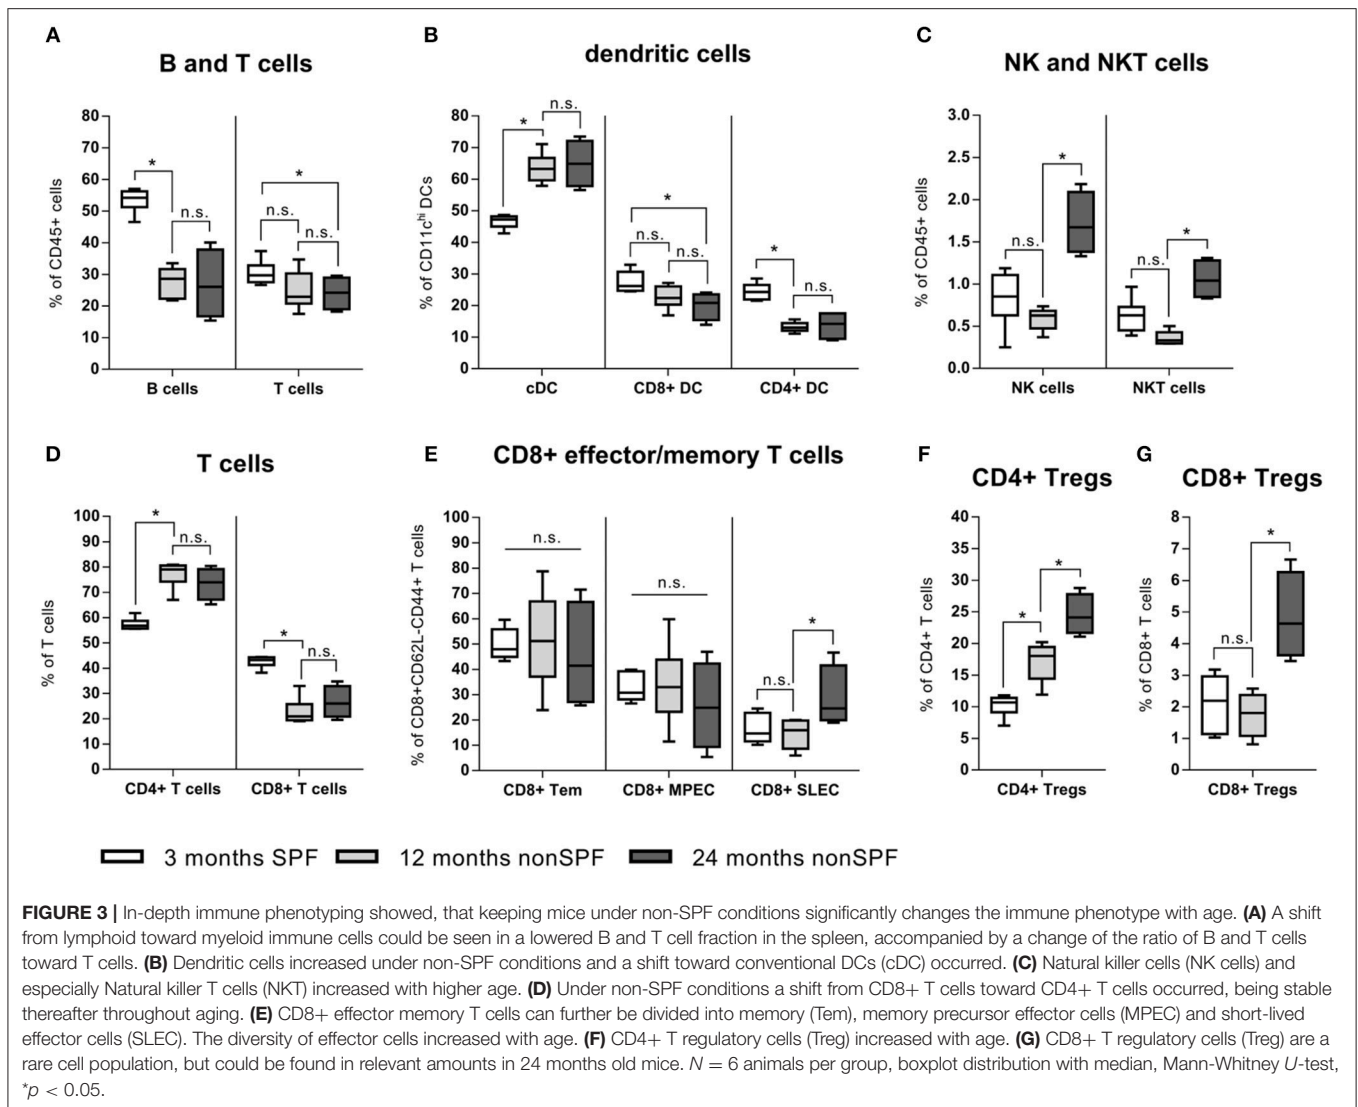 A
B and T cells
% of CD45+ cells
80
70
60
50
40
30
20
10
0
*
n.s.
*
n.s.
n.s.
B cells
T cells
B
dendritic cells
% of CD11c^hi DCs
80
70
60
50
40
30
20
10
0
*
n.s.
*
n.s.
n.s.
*
n.s.
cDC
CD8+ DC
CD4+ DC
C
NK and NKT cells
% of CD45+ cells
3.0
2.5
2.0
1.5
1.0
0.5
0.0
*
n.s.
*
n.s.
NK cells
NKT cells
D
T cells
% of T cells
100
90
80
70
60
50
40
30
20
10
0
*
n.s.
*
n.s.
CD4+ T cells
CD8+ T cells
E
CD8+ effector/memory T cells
% of CD8+CD62L-CD44+ T cells
100
90
80
70
60
50
40
30
20
10
0
n.s.
n.s.
*
n.s.
CD8+ Tem
CD8+ MPEC
CD8+ SLEC
F
CD4+ Tregs
% of CD4+ T cells
40
35
30
25
20
15
10
5
0
*
*
CD4+ Tregs
G
CD8+ Tregs
% of CD8+ T cells
8
7
6
5
4
3
2
1
0
*
n.s.
CD8+ Tregs
3 months SPF 12 months nonSPF 24 months nonSPF
FIGURE 3 | In-depth immune phenotyping showed, that keeping mice under non-SPF conditions significantly changes the immune phenotype with age. (A) A shift
from lymphoid toward myeloid immune cells could be seen in a lowered B and T cell fraction in the spleen, accompanied by a change of the ratio of B and T cells
toward T cells. (B) Dendritic cells increased under non-SPF conditions and a shift toward conventional DCs (cDC) occurred. (C) Natural killer cells (NK cells) and
especially Natural killer T cells (NKT) increased with higher age. (D) Under non-SPF conditions a shift from CD8+ T cells toward CD4+ T cells occurred, being stable
thereafter throughout aging. (E) CD8+ effector memory T cells can further be divided into memory (Tem), memory precursor effector cells (MPEC) and short-lived
effector cells (SLEC). The diversity of effector cells increased with age. (F) CD4+ T regulatory cells (Treg) increased with age. (G) CD8+ T regulatory cells (Treg) are a
rare cell population, but could be found in relevant amounts in 24 months old mice. N = 6 animals per group, boxplot distribution with median, Mann-Whitney U-test,
*p < 0.05.